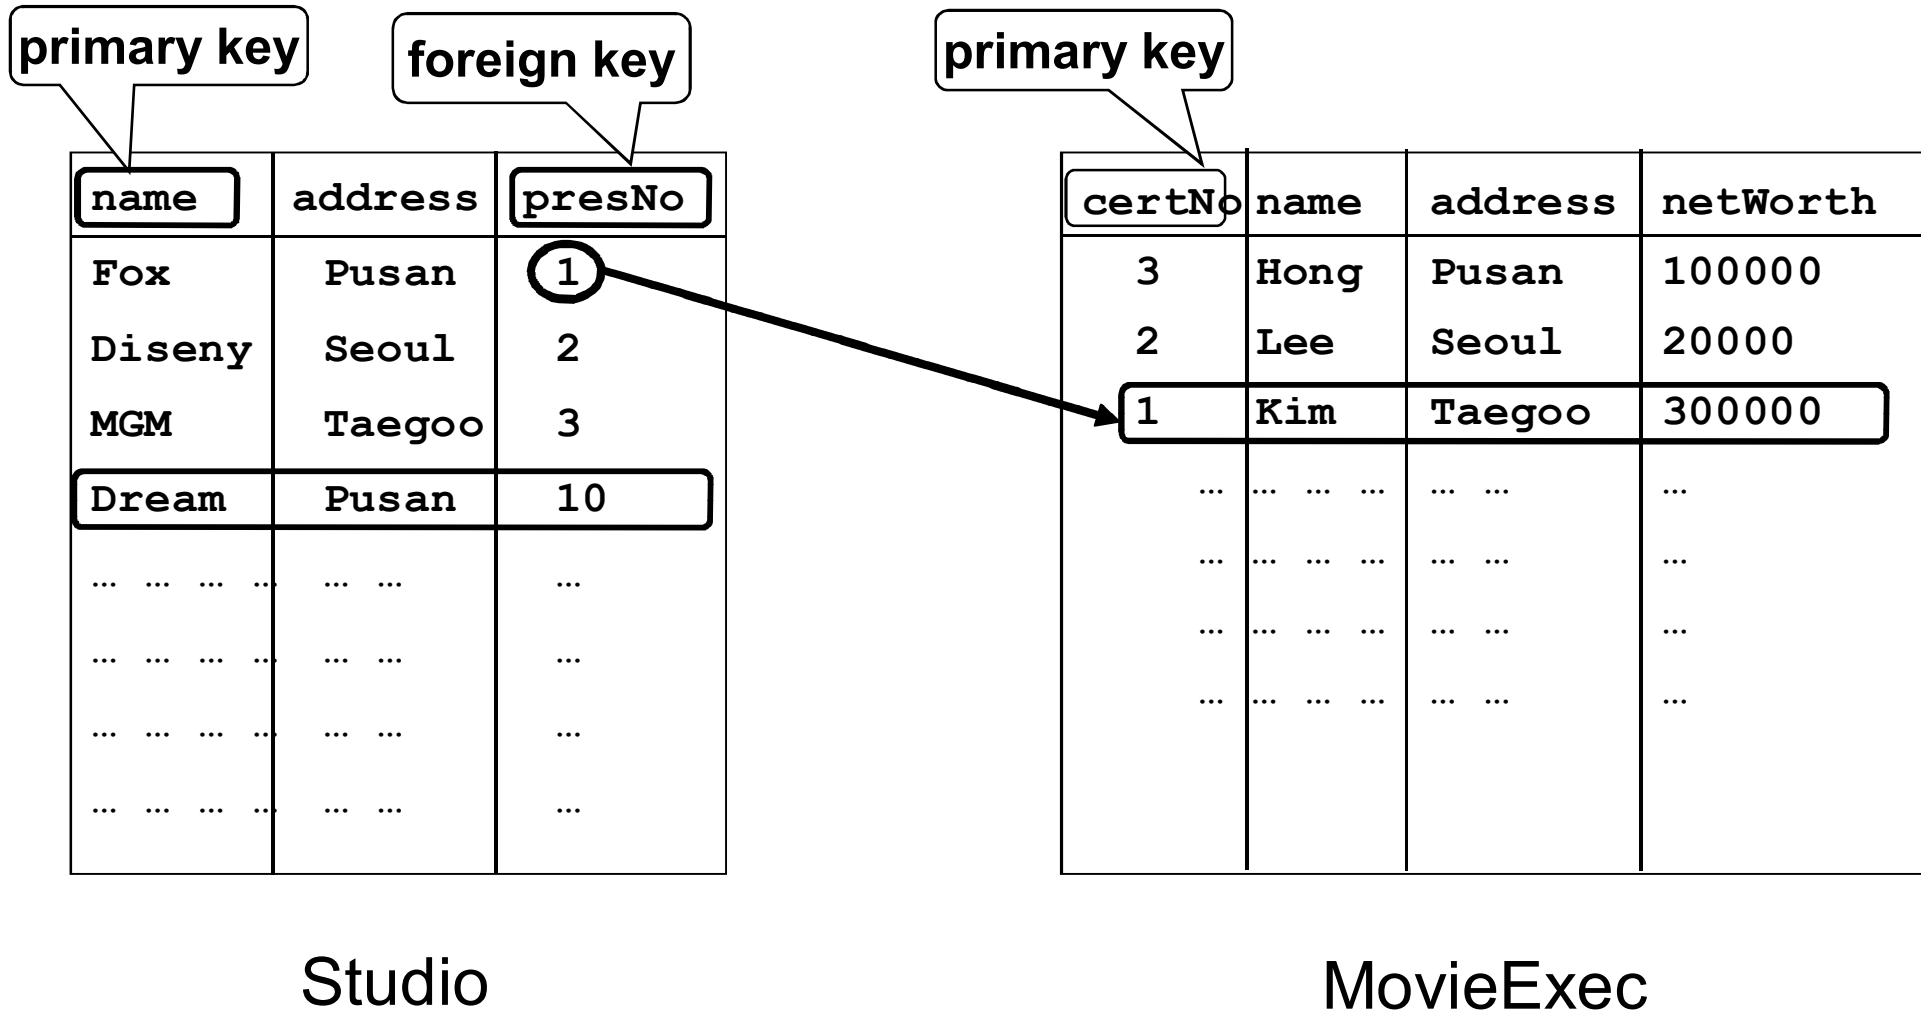 primary key
foreign key
primary key
name address presNo
Fox Pusan 1
Diseny Seoul 2
MGM Taegoo 3
Dream Pusan 10
… … … … … … …
… … … … … … …
… … … … … … …
… … … … … … …
Studio
certNo name address netWorth
3 Hong Pusan 100000
2 Lee Seoul 20000
1 Kim Taegoo 300000
… … … … … … …
… … … … … … …
… … … … … … …
… … … … … … …
MovieExec